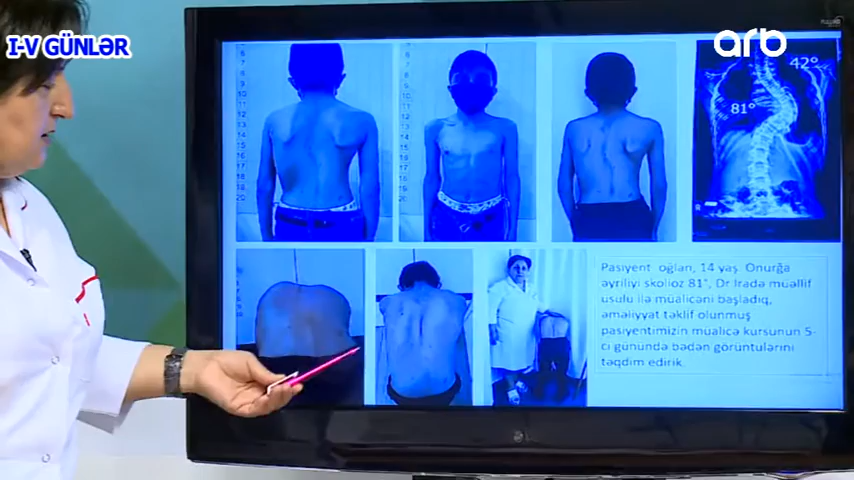 I-V GÜNLƏR
arb
81°
42°
Pasiyent oğlan, 14 yaş. Onurğa
əyriliyi skolioz 81°, Dr İradə müəllif
üsulu ilə müalicəni başladıq,
əməliyyat təklif olunmuş
pasiyentimizin müalicə kursunun 5-
ci günündə olan görüntülərini
təqdim edirik.